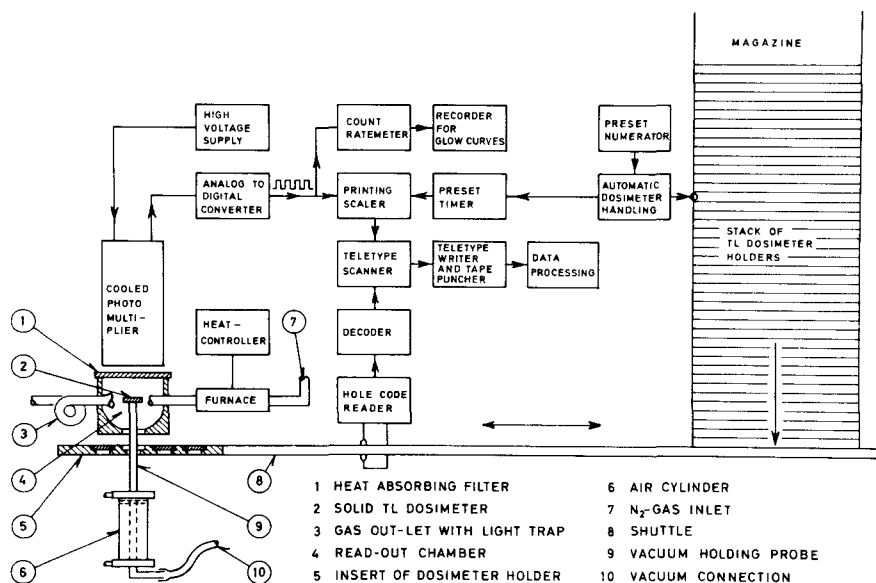 MAGAZINE
HIGH
VOLTAGE
SUPPLY
COUNT
RATEMETER
RECORDER
FOR
GLOW CURVES
PRESET
NUMERATOR
ANALOG TO
DIGITAL
CONVERTER
PRINTING
SCALER
PRESET
TIMER
AUTOMATIC
DOSIMETER
HANDLING
STACK OF
TL DOSIMETER
HOLDERS
TELETYPE
SCANNER
TELETYPE
WRITER
AND TAPE
PUNCHER
DATA
PROCESSING
COOLED
PHOTO
MULTI-
PLIER
HEAT-
CONTROLLER
DECODER
FURNACE
HOLE CODE
READER
1
2
3
4
5
6
7
8
9
10
1 HEAT ABSORBING FILTER
2 SOLID TL DOSIMETER
3 GAS OUT-LET WITH LIGHT TRAP
4 READ-OUT CHAMBER
5 INSERT OF DOSIMETER HOLDER
6 AIR CYLINDER
7 N₂-GAS INLET
8 SHUTTLE
9 VACUUM HOLDING PROBE
10 VACUUM CONNECTION